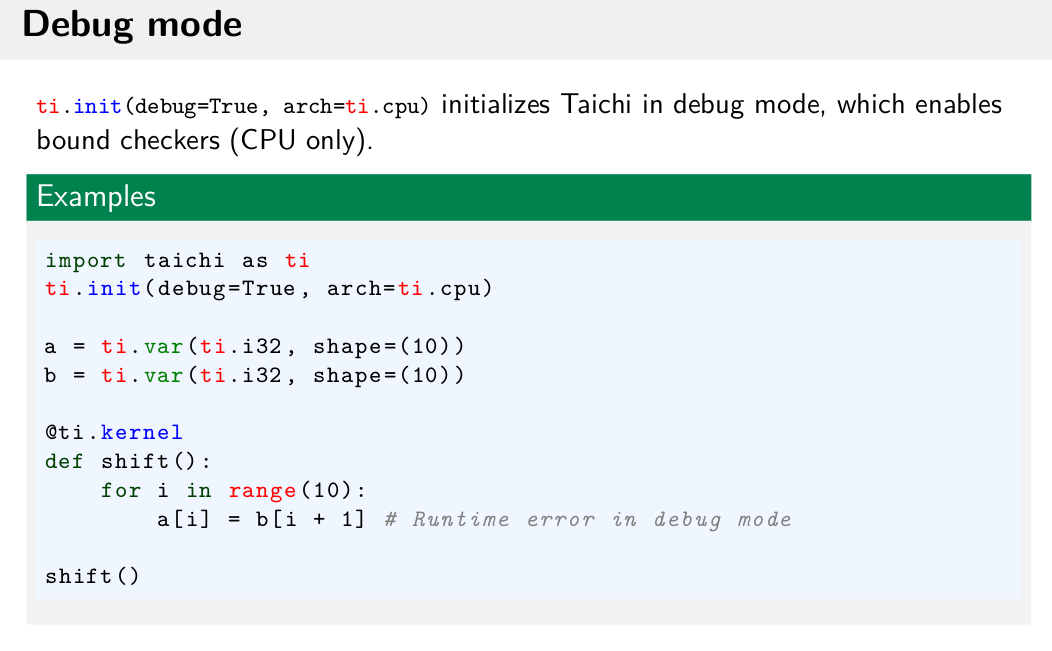 Debug mode
ti.init(debug=True, arch=ti.cpu) initializes Taichi in debug mode, which enables
bound checkers (CPU only).
Examples
import taichi as ti
ti.init(debug=True, arch=ti.cpu)
a = ti.var(ti.i32, shape=(10))
b = ti.var(ti.i32, shape=(10))
@ti.kernel
def shift():
    for i in range(10):
        a[i] = b[i + 1] # Runtime error in debug mode
shift()